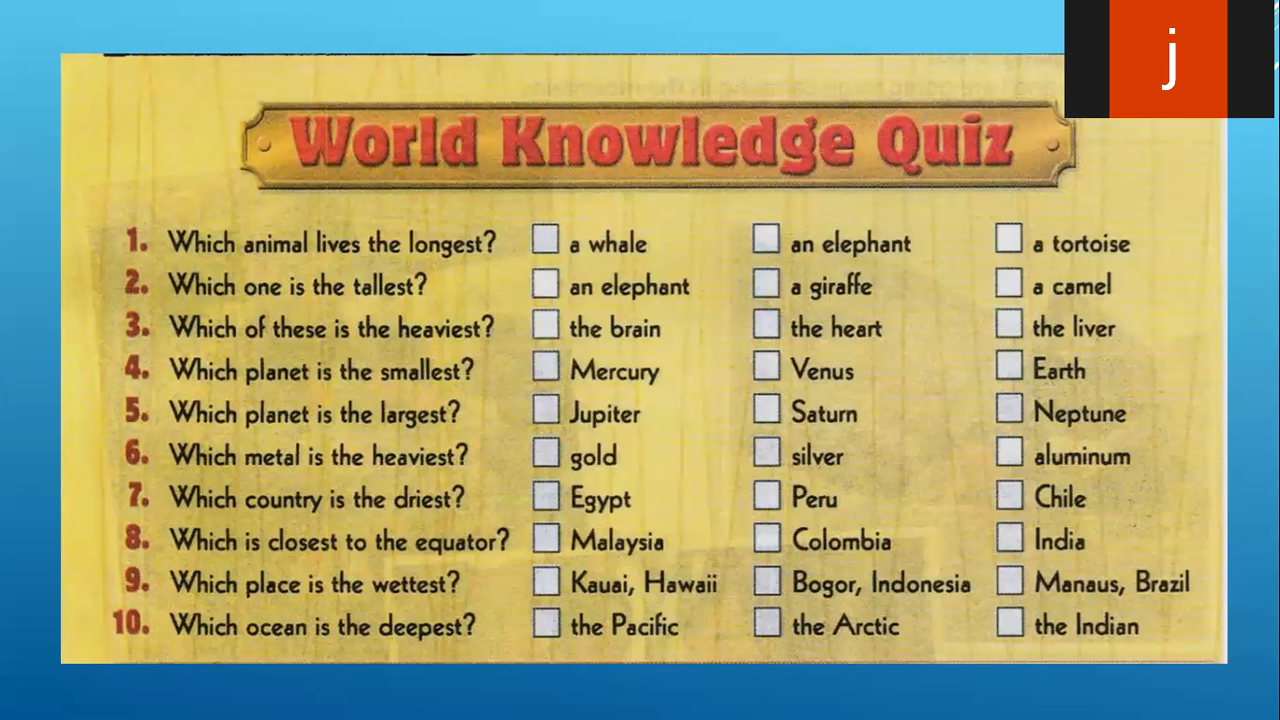 j
World Knowledge Quiz
1. Which animal lives the longest? a whale an elephant a tortoise
2. Which one is the tallest? an elephant a giraffe a camel
3. Which of these is the heaviest? the brain the heart the liver
4. Which planet is the smallest? Mercury Venus Earth
5. Which planet is the largest? Jupiter Saturn Neptune
6. Which metal is the heaviest? gold silver aluminum
7. Which country is the driest? Egypt Peru Chile
8. Which is closest to the equator? Malaysia Colombia India
9. Which place is the wettest? Kauai, Hawaii Bogor, Indonesia Manaus, Brazil
10. Which ocean is the deepest? the Pacific the Arctic the Indian